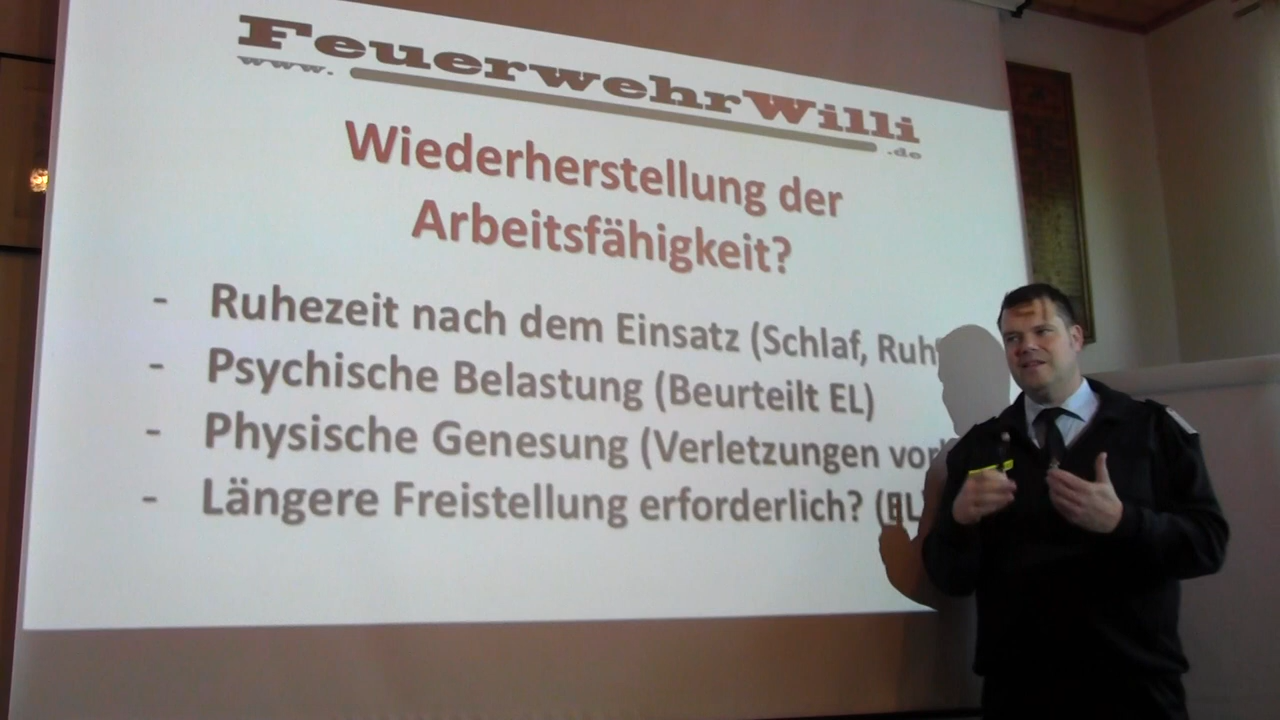 FeuerwehrWilli
www.
.de
Wiederherstellung der
Arbeitsfähigkeit?
- Ruhezeit nach dem Einsatz (Schlaf,
- Psychische Belastung (Beurteilt EL)
- Physische Genesung (Verletzungen
- Längere Freistellung erforderlich?